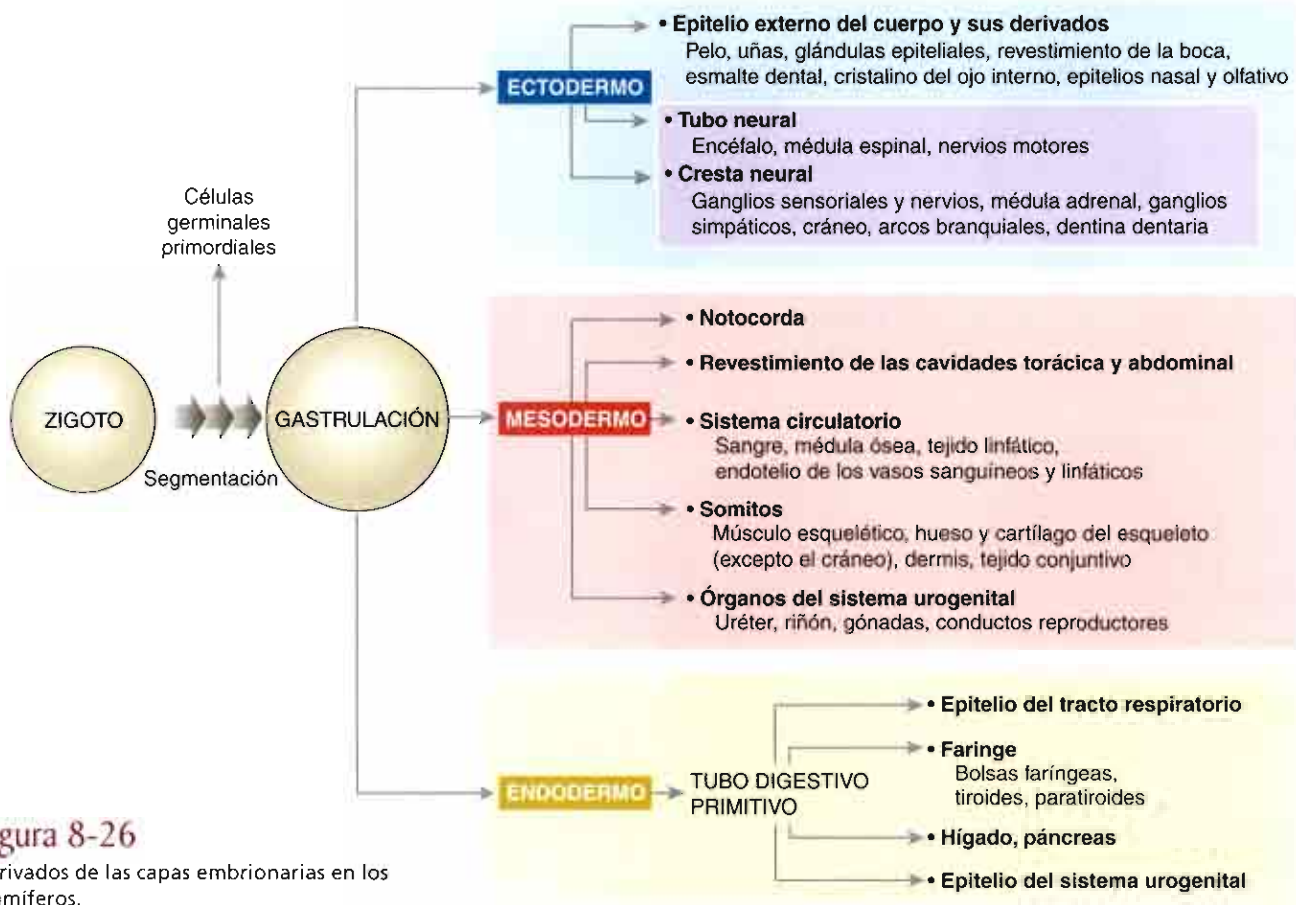 • Epitelio externo del cuerpo y sus derivados
Pelo, uñas, glándulas epiteliales, revestimiento de la boca,
esmalte dental, cristalino del ojo interno, epitelios nasal y olfativo
ECTODERMO
• Tubo neural
Encéfalo, médula espinal, nervios motores
• Cresta neural
Ganglios sensoriales y nervios, médula adrenal, ganglios
simpáticos, cráneo, arcos branquiales, dentina dentaria
Células
germinales
primordiales
ZIGOTO
Segmentación
GASTRULACIÓN
• Notocorda
• Revestimiento de las cavidades torácica y abdominal
MESODERMO
• Sistema circulatorio
Sangre, médula ósea, tejido linfático,
endotelio de los vasos sanguíneos y linfáticos
• Somitos
Músculo esquelético, hueso y cartílago del esqueleto
(excepto el cráneo), dermis, tejido conjuntivo
• Órganos del sistema urogenital
Uréter, riñón, gónadas, conductos reproductores
ENDODERMO
TUBO DIGESTIVO
PRIMITIVO
• Epitelio del tracto respiratorio
• Faringe
Bolsas faríngeas,
tiroides, paratiroides
• Hígado, páncreas
• Epitelio del sistema urogenital
gura 8-26
rivados de las capas embrionarias en los
amíferos.